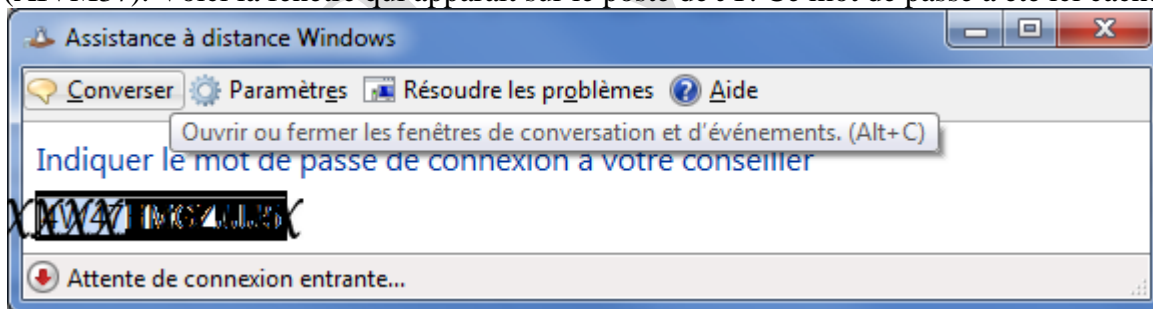 Assistance à distance Windows
Converser Paramètres Résoudre les problèmes Aide
Ouvrir ou fermer les fenêtres de conversation et d'événements. (Alt+C)
Indiquer le mot de passe de connexion à votre conseiller
Attente de connexion entrante...